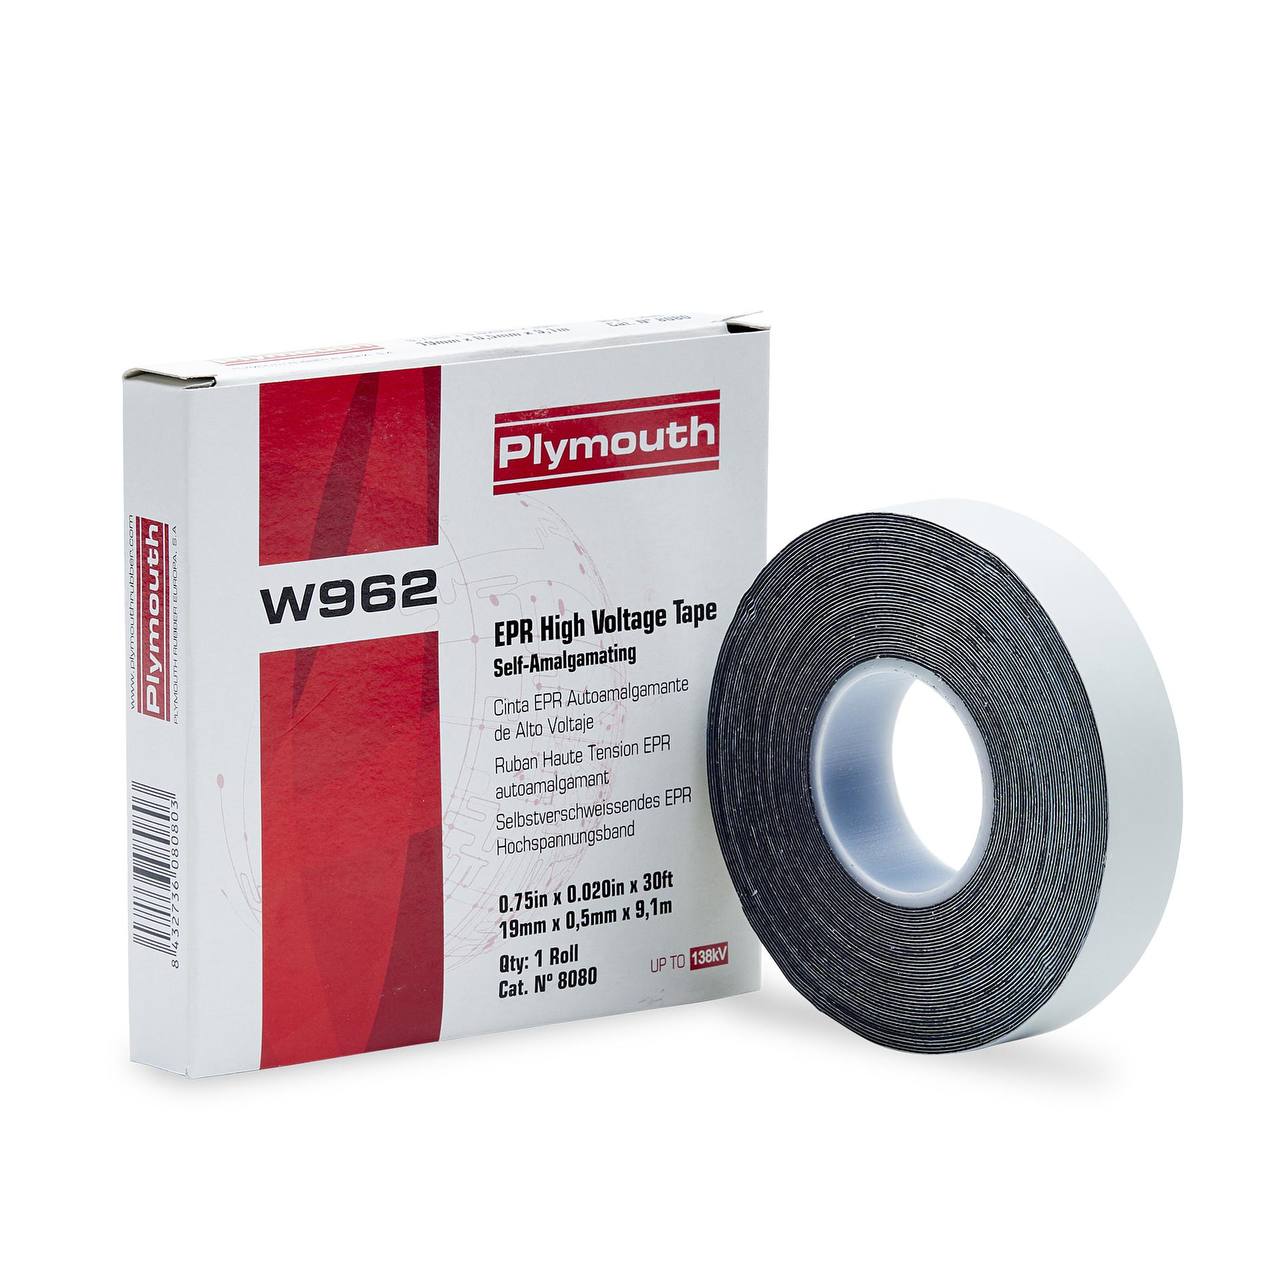 19mm x 0,5mm x 9,1m
Cat. Nº 8080
Plymouth
W962
EPR High Voltage Tape
Self-Amalgamating
Cinta EPR Autoamalgamante
de Alto Voltaje
Ruban Haute Tension EPR
autoamalgamant
Selbstverschweissendes EPR
Hochspannungsband
0.75in x 0.020in x 30ft
19mm x 0,5mm x 9,1m
Qty: 1 Roll
Cat. Nº 8080
UP TO 138kV
www.plymouthrubber.com
Plymouth
PLYMOUTH RUBBER EUROPA, S.A
8 432736 080803